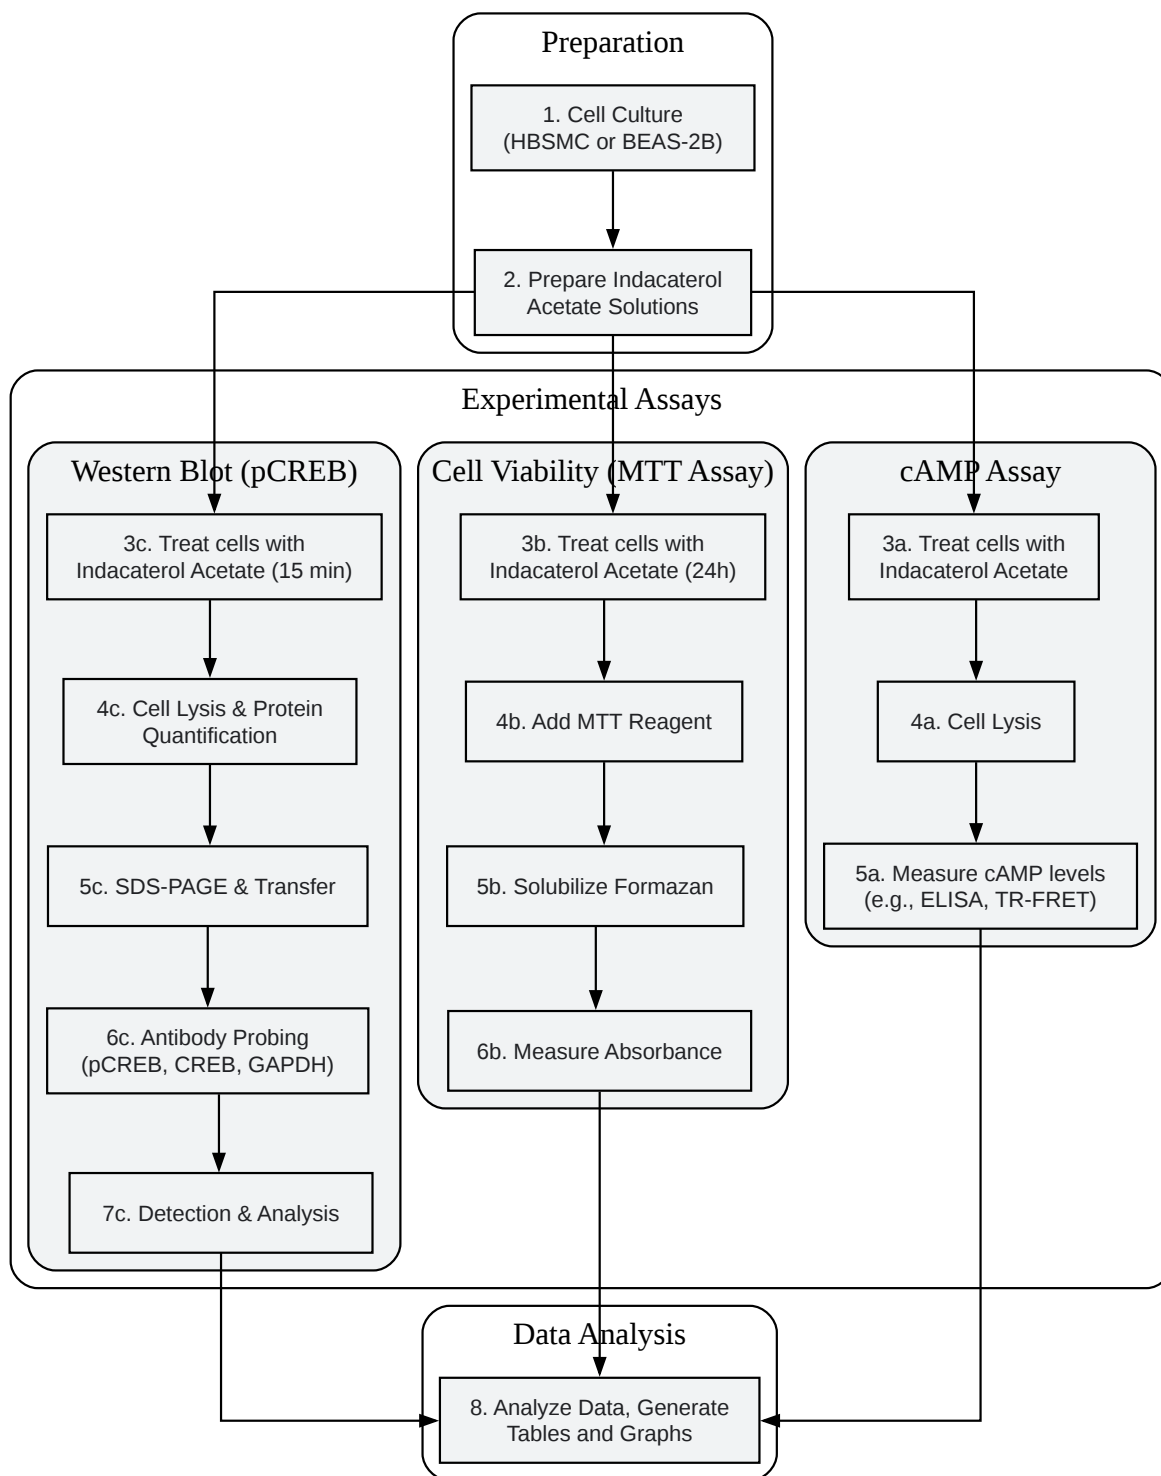 Preparation
1. Cell Culture
(HBSMC or BEAS-2B)
2. Prepare Indacaterol
Acetate Solutions
Experimental Assays
Western Blot (pCREB)
3c. Treat cells with
Indacaterol Acetate (15 min)
4c. Cell Lysis & Protein
Quantification
5c. SDS-PAGE & Transfer
6c. Antibody Probing
(pCREB, CREB, GAPDH)
7c. Detection & Analysis
Cell Viability (MTT Assay)
3b. Treat cells with
Indacaterol Acetate (24h)
4b. Add MTT Reagent
5b. Solubilize Formazan
6b. Measure Absorbance
cAMP Assay
3a. Treat cells with
Indacaterol Acetate
4a. Cell Lysis
5a. Measure cAMP levels
(e.g., ELISA, TR-FRET)
Data Analysis
8. Analyze Data, Generate
Tables and Graphs